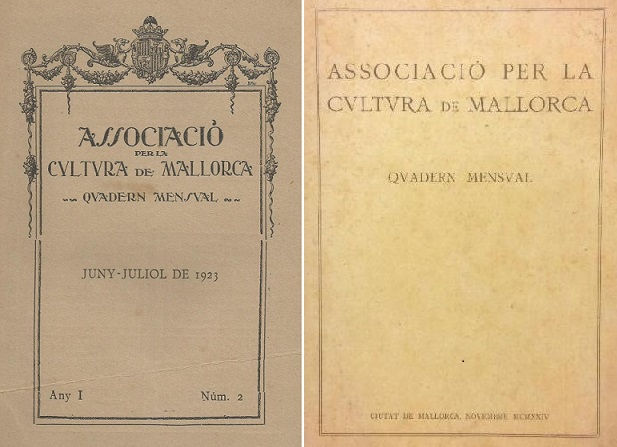 ASSOCIACIÓ
PER LA
CVLTVRA DE MALLORCA
QVADERN MENSVAL
JUNY-JULIOL DE 1923
Any I
Núm. 2
ASSOCIACIÓ PER LA
CVLTVRA DE MALLORCA
QVADERN MENSVAL
CIUTAT DE MALLORCA, NOVIEMBRE MCMXXIV